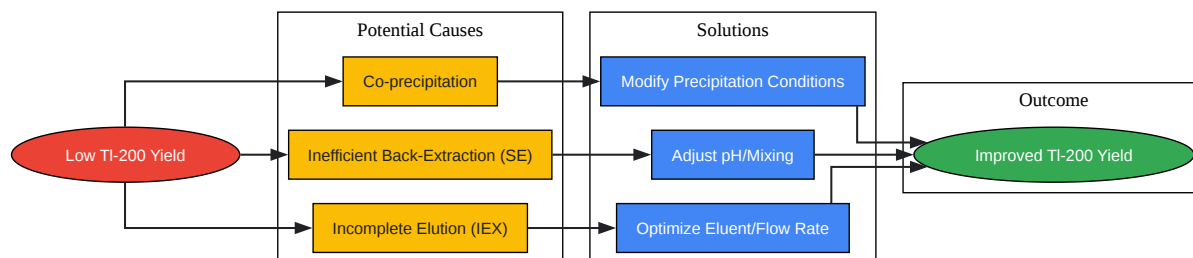 Potential Causes
Solutions
Co-precipitation
Modify Precipitation Conditions
Outcome
Low Tl-200 Yield
Inefficient Back-Extraction (SE)
Adjust pH/Mixing
Improved Tl-200 Yield
Incomplete Elution (IEX)
Optimize Eluent/Flow Rate